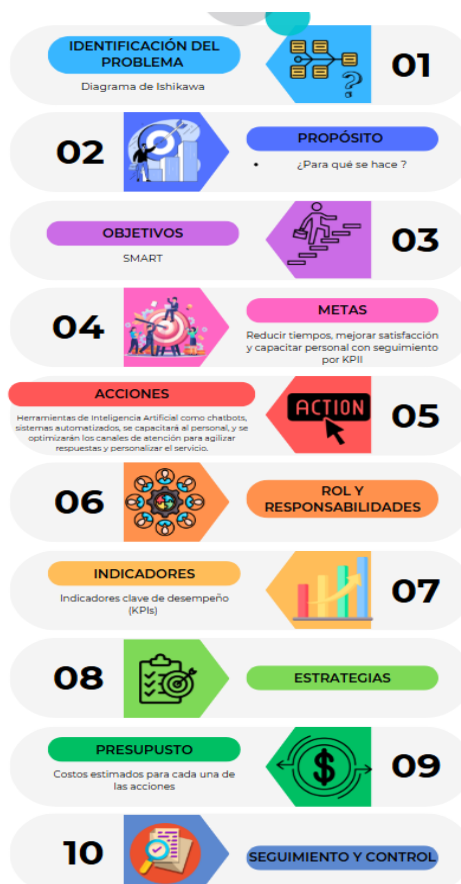 IDENTIFICACIÓN DEL
PROBLEMA
Diagrama de Ishikawa
01
02
PROPÓSITO
• ¿Para qué se hace ?
OBJETIVOS
SMART
03
04
METAS
Reducir tiempos, mejorar satisfacción
y capacitar personal con seguimiento
por KPII
ACCIONES
Herramientas de Inteligencia Artificial como chatbots,
sistemas automatizados, se capacitará al personal, y se
optimizarán los canales de atención para agilizar
respuestas y personalizar el servicio.
ACTION
05
06
ROL Y
RESPONSABILIDADES
INDICADORES
Indicadores clave de desempeño
(KPIs)
07
08
ESTRATEGIAS
PRESUPUSTO
Costos estimados para cada una de
las acciones
09
10
SEGUIMIENTO Y CONTROL